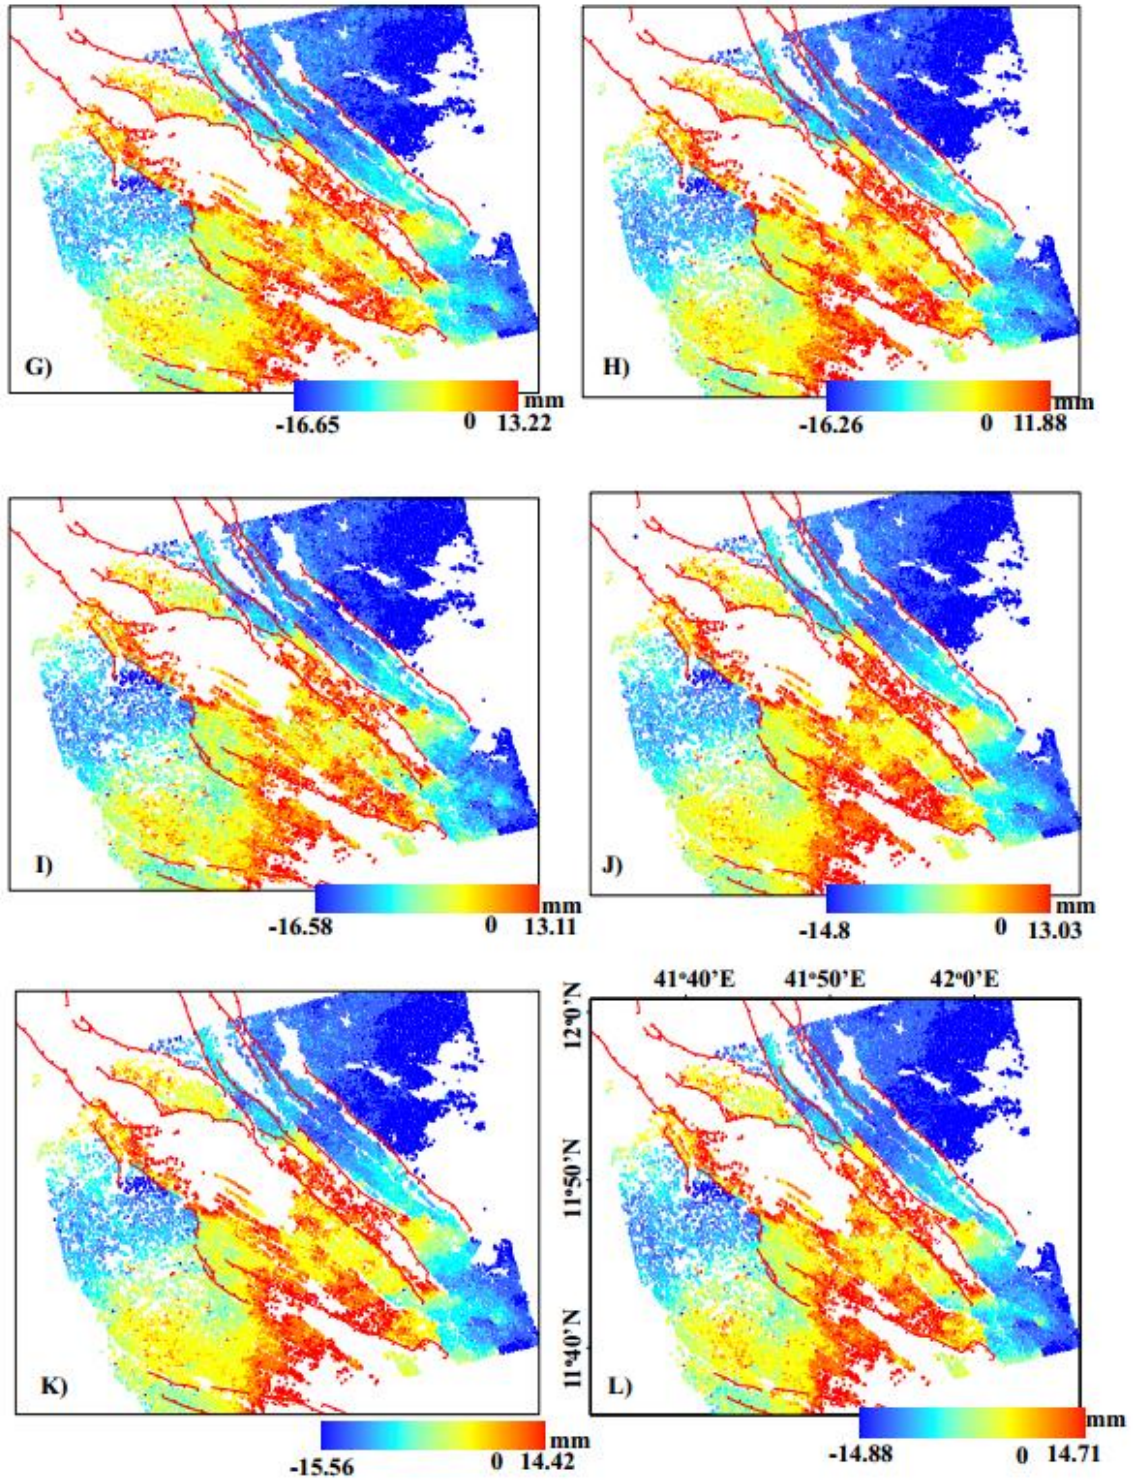 G)
mm
-16.65 0 13.22
H)
mm
-16.26 0 11.88
I)
mm
-16.58 0 13.11
J)
mm
-14.8 0 13.03
K)
mm
-15.56 0 14.42
41°40’E 41°50’E 42°0’E
12°0’N
11°50’N
11°40’N
L)
mm
-14.88 0 14.71